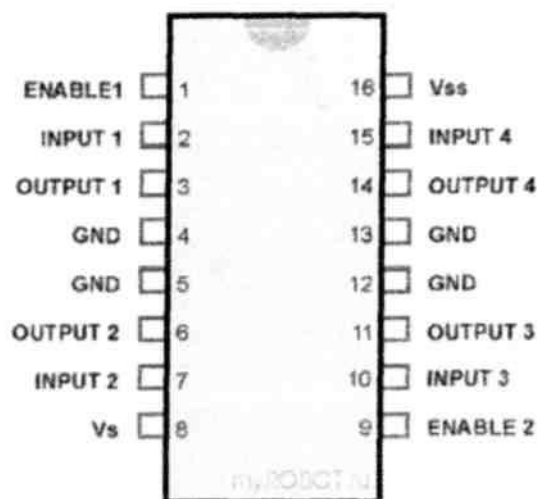 ENABLE1 1 16 Vss
INPUT 1 2 15 INPUT 4
OUTPUT 1 3 14 OUTPUT 4
GND 4 13 GND
GND 5 12 GND
OUTPUT 2 6 11 OUTPUT 3
INPUT 2 7 10 INPUT 3
Vs 8 9 ENABLE 2
myROBOT.ru